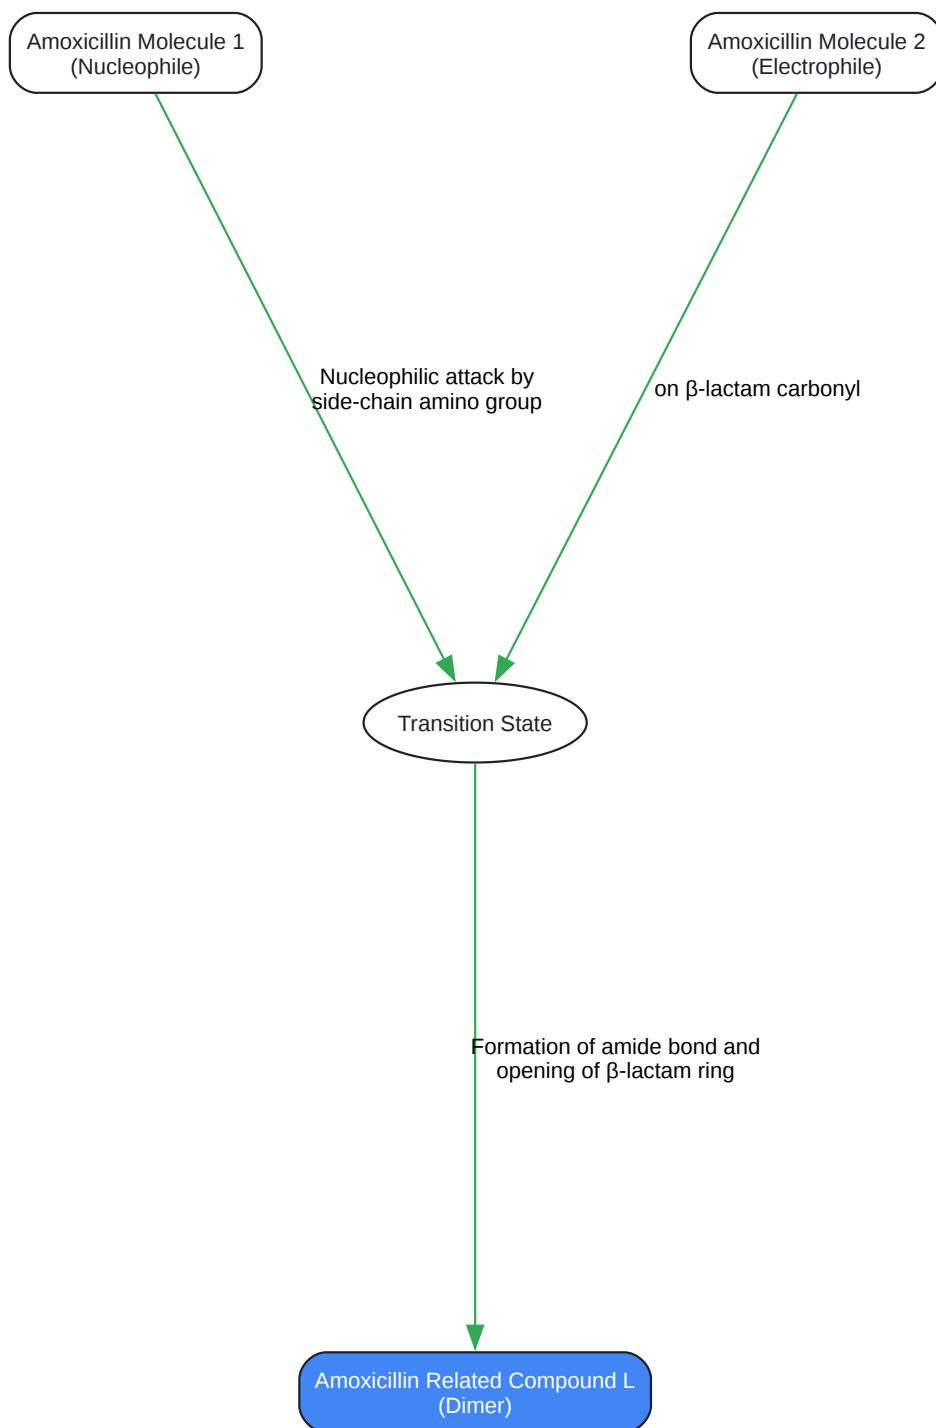 Amoxicillin Molecule 1
(Nucleophile)
Amoxicillin Molecule 2
(Electrophile)
Nucleophilic attack by
side-chain amino group
on β-lactam carbonyl
Transition State
Formation of amide bond and
opening of β-lactam ring
Amoxicillin Related Compound L
(Dimer)